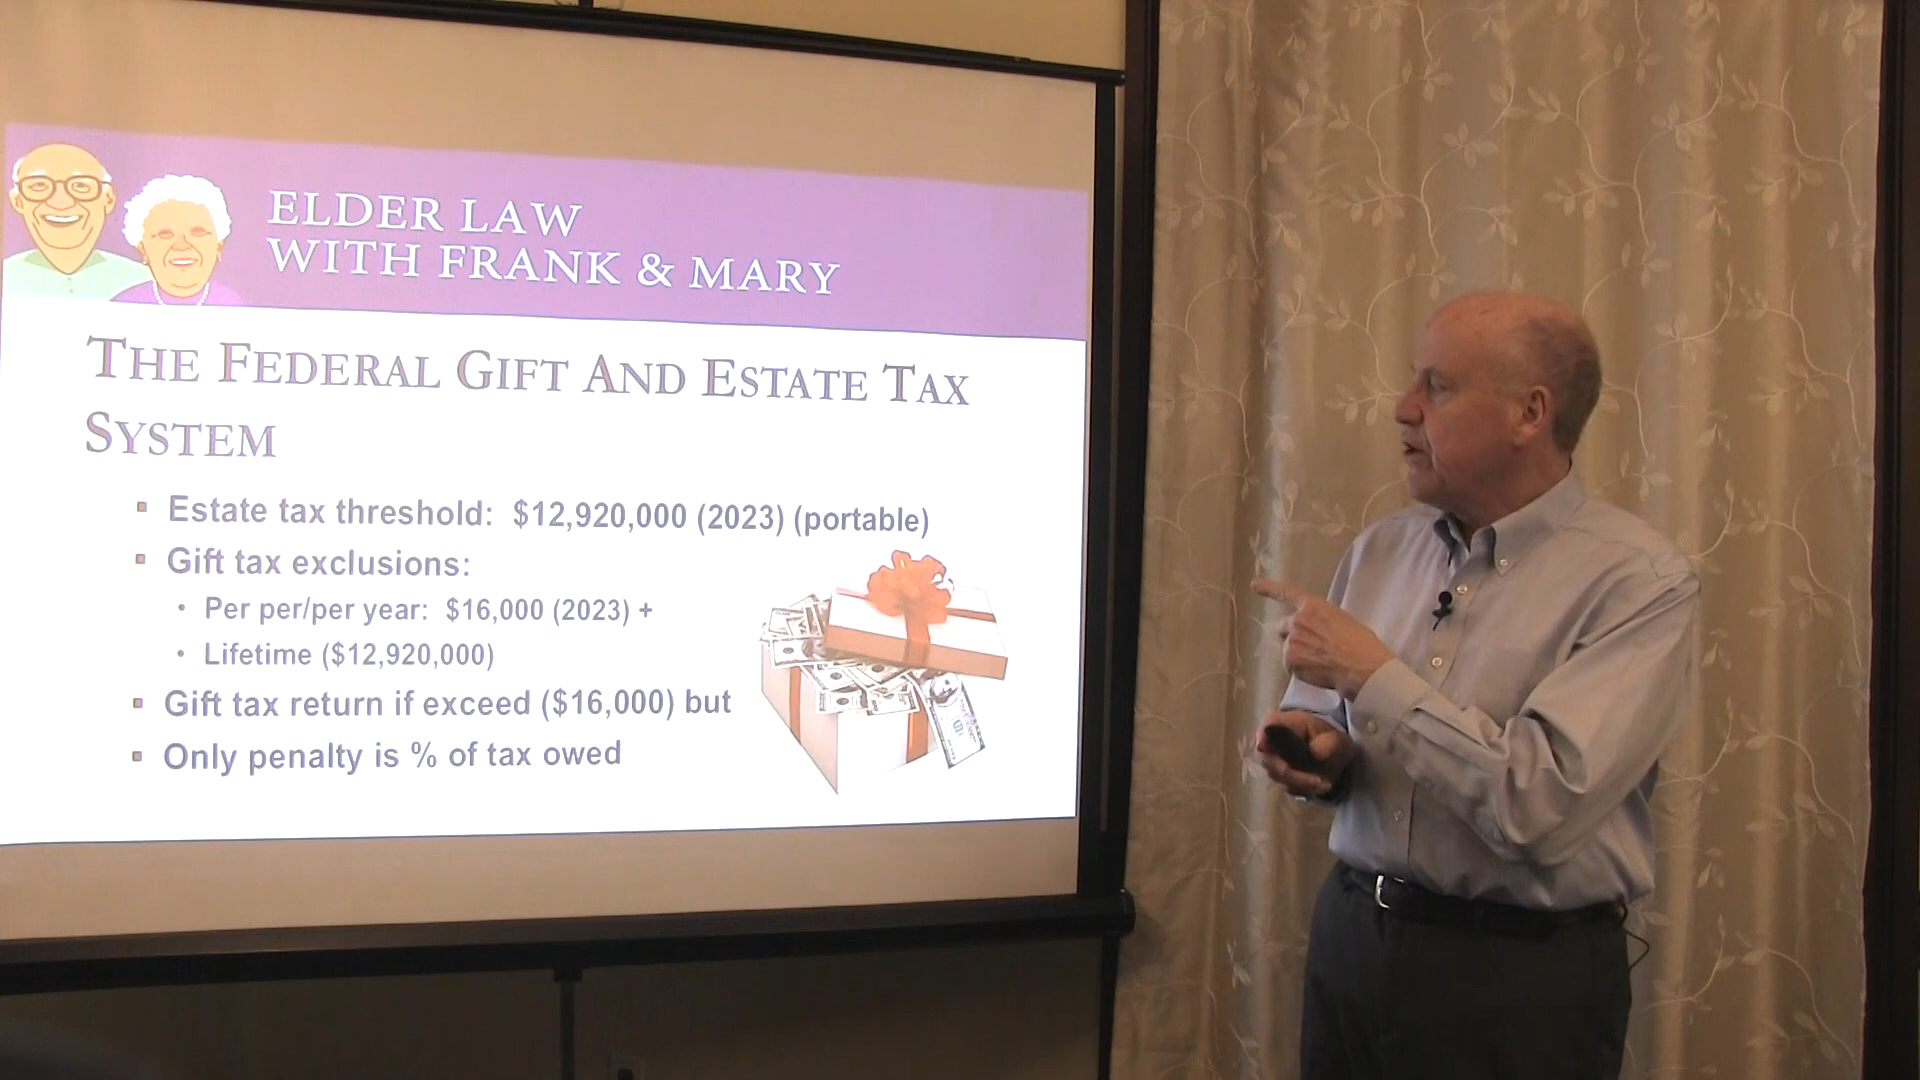 ELDER LAW
WITH FRANK & MARY
THE FEDERAL GIFT AND ESTATE TAX
SYSTEM
▪ Estate tax threshold: $12,920,000 (2023) (portable)
▪ Gift tax exclusions:
• Per per/per year: $16,000 (2023) +
• Lifetime ($12,920,000)
▪ Gift tax return if exceed ($16,000) but
▪ Only penalty is % of tax owed